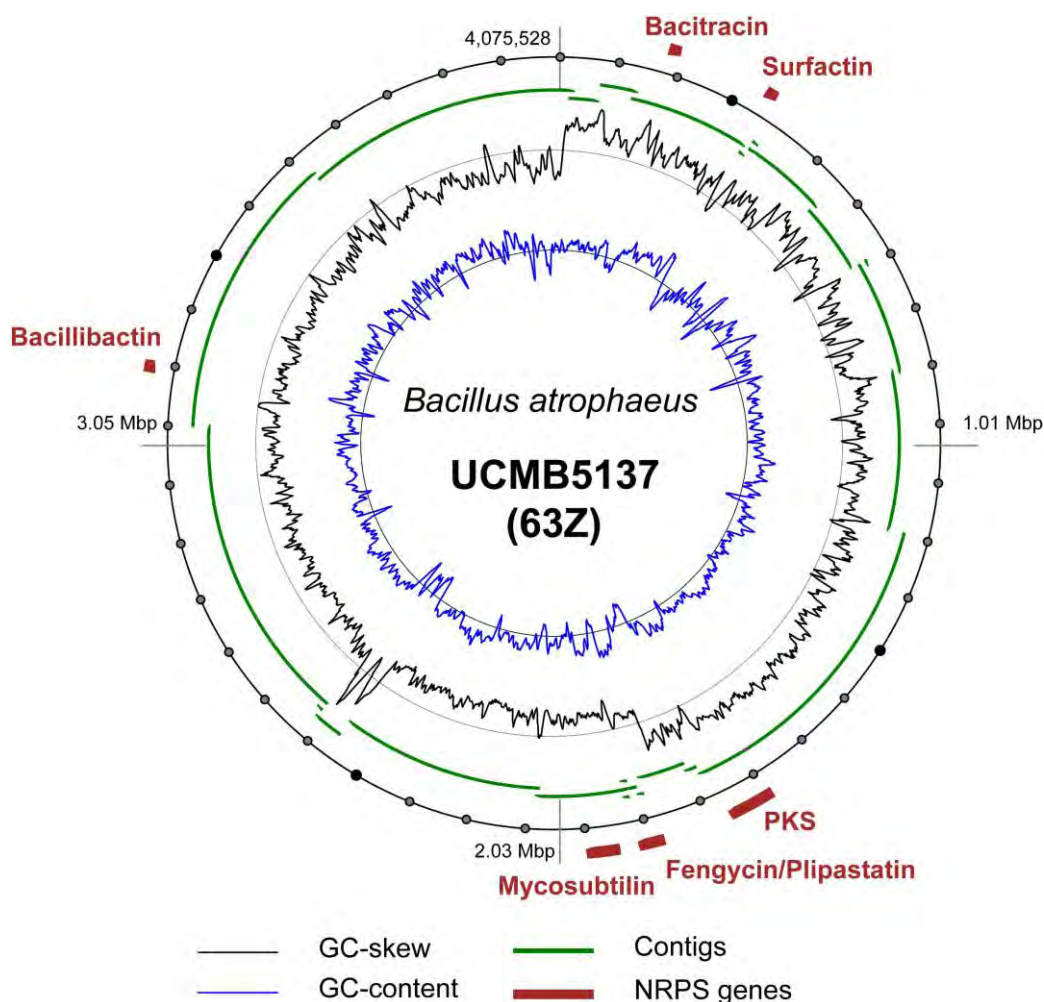 Bacitracin
4,075,528
Surfactin
Bacillibactin
3.05 Mbp
1.01 Mbp
Bacillus atrophaeus
UCMB5137
(63Z)
PKS
2.03 Mbp
Fengycin/Plipastatin
Mycosubtilin
GC-skew
Contigs
GC-content
NRPS genes